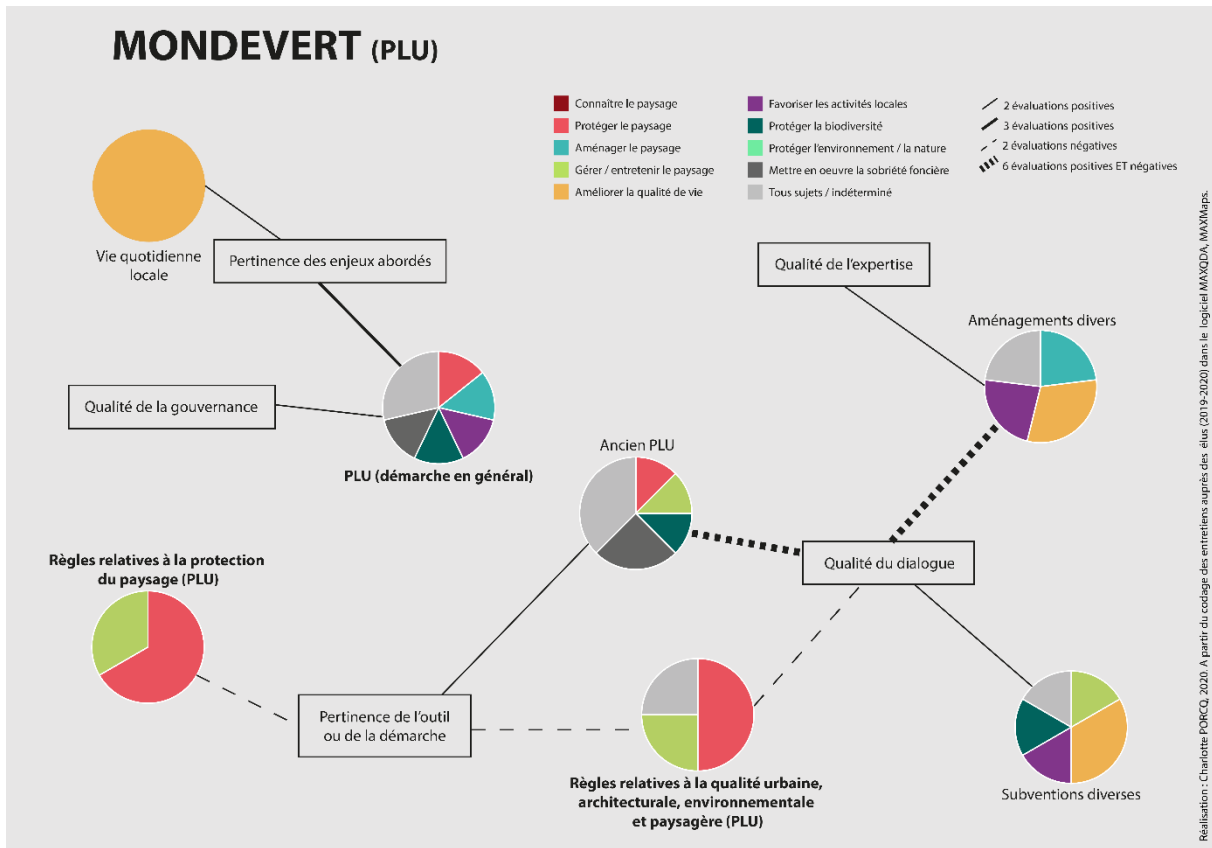 MONDEVERT (PLU)
Connaître le paysage
Protéger le paysage
Aménager le paysage
Gérer / entretenir le paysage
Améliorer la qualité de vie
Favoriser les activités locales
Protéger la biodiversité
Protéger l'environnement / la nature
Mettre en oeuvre la sobriété foncière
Tous sujets / indéterminé
2 évaluations positives
3 évaluations positives
2 évaluations négatives
6 évaluations positives ET négatives
Vie quotidienne
locale
Pertinence des enjeux abordés
Qualité de l'expertise
Aménagements divers
Qualité de la gouvernance
PLU (démarche en général)
Ancien PLU
Règles relatives à la protection
du paysage (PLU)
Qualité du dialogue
Pertinence de l'outil
ou de la démarche
Règles relatives à la qualité urbaine,
architecturale, environnementale
et paysagère (PLU)
Subventions diverses
Réalisation : Charlotte PORCQ, 2020. A partir du codage des entretiens auprès des élus (2019-2020) dans le logiciel MAXQDA, MAXMaps.